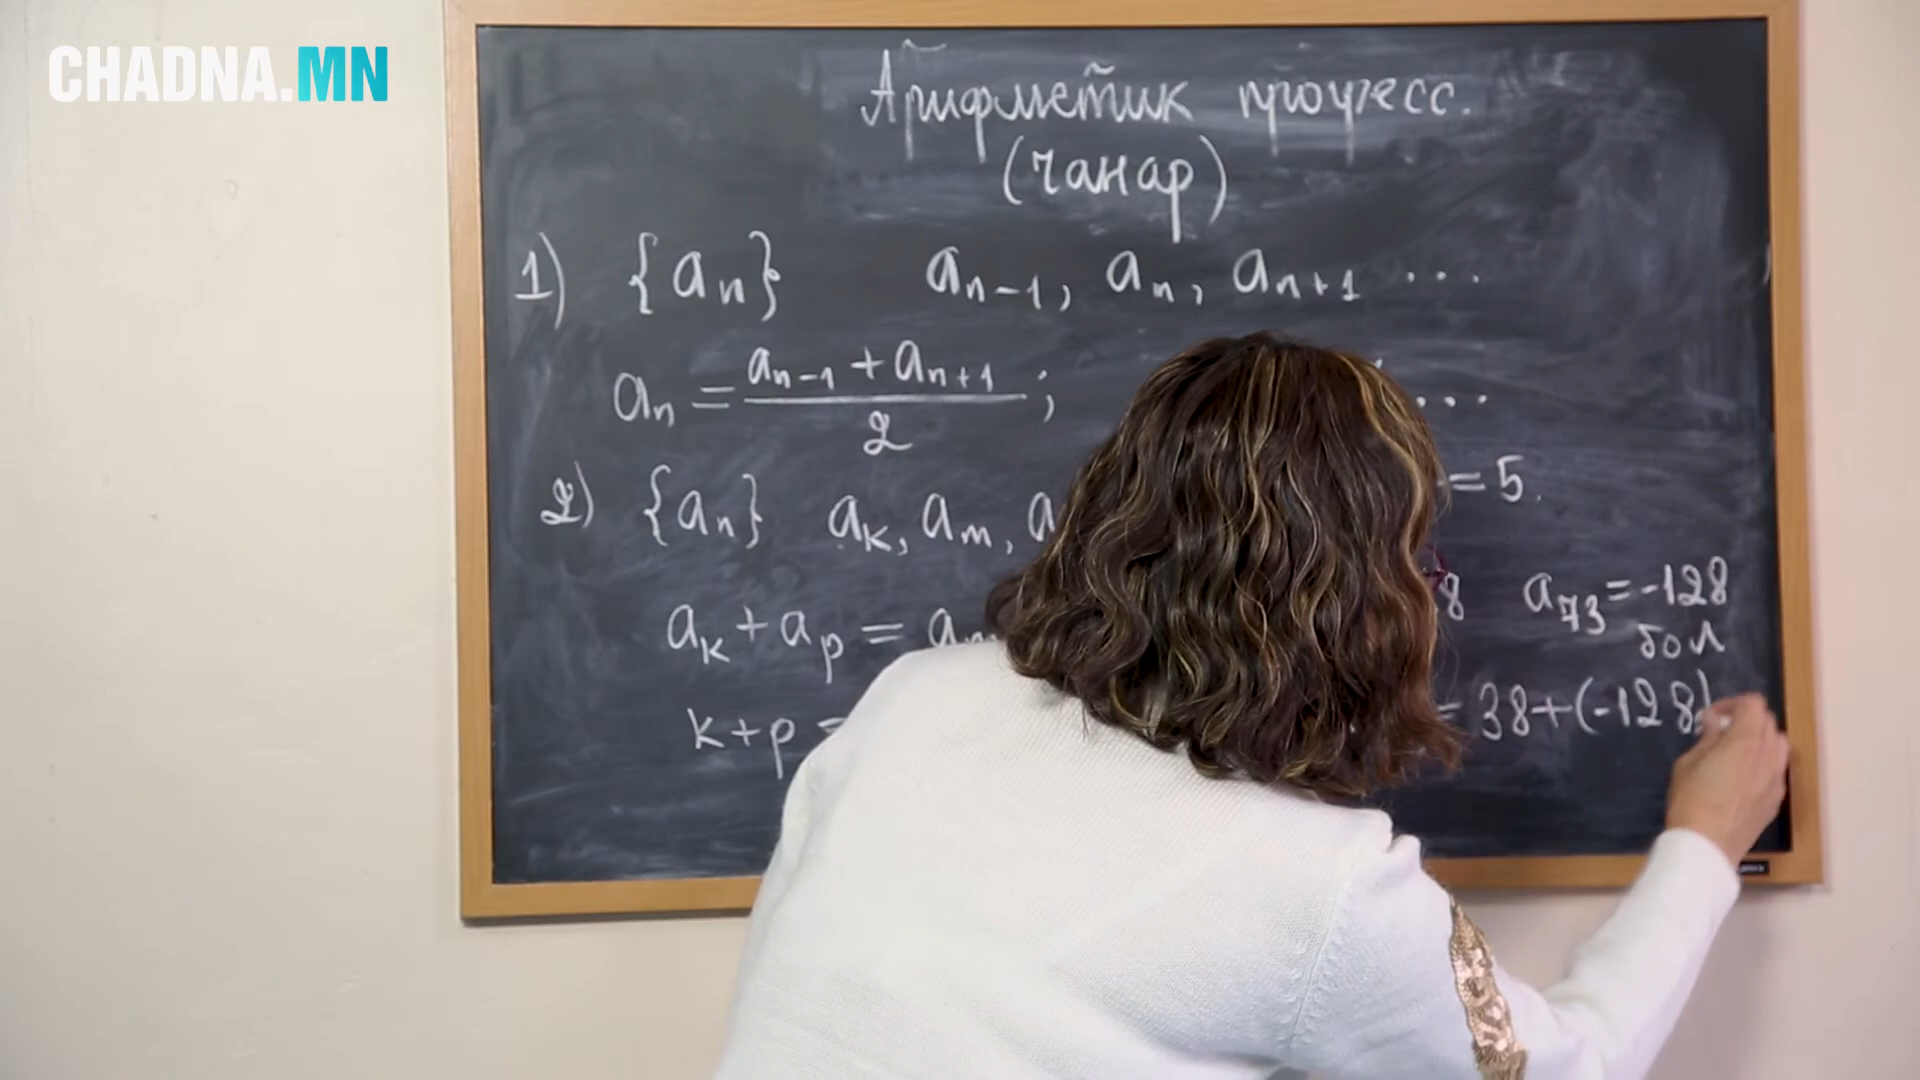 CHADNA.MN
Арифметик прогресс.
(чанар)
1) {aₙ} aₙ₋₁, aₙ, aₙ₊₁ ...
aₙ = (aₙ₋₁ + aₙ₊₁)/2 ; ...
= 5.
2) {aₙ} aₖ, aₘ, a
8 a₇₃ = -128
бол
aₖ + aₚ = aₘ
k + p = = 38 + (-128)